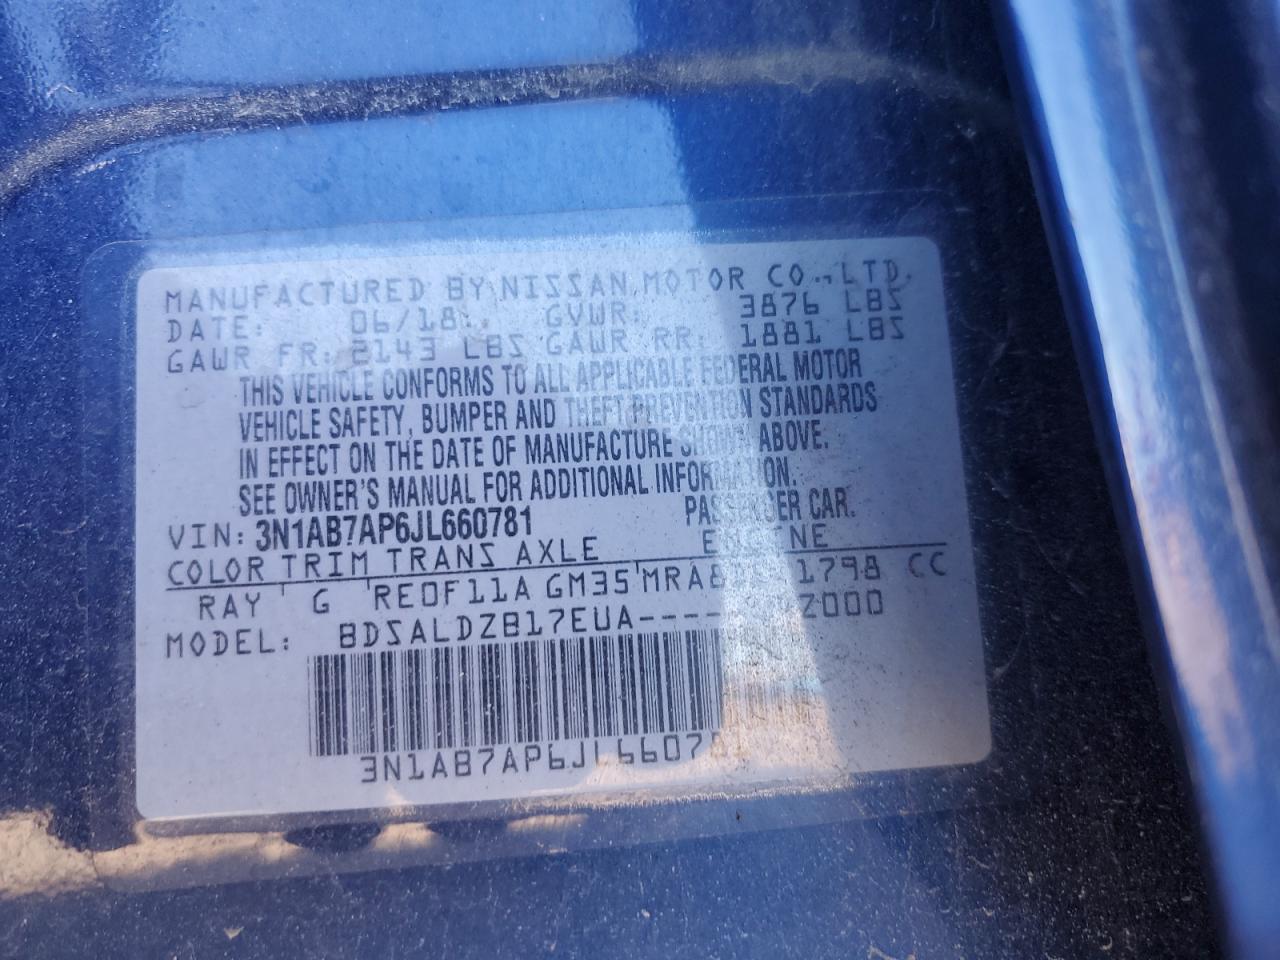 MANUFACTURED BY NISSAN MOTOR CO., LTD.
DATE: 06/18 GVWR: 3876 LBS
GAWR FR: 2143 LBS GAWR RR: 1881 LBS
THIS VEHICLE CONFORMS TO ALL APPLICABLE FEDERAL MOTOR
VEHICLE SAFETY, BUMPER AND THEFT PREVENTION STANDARDS
IN EFFECT ON THE DATE OF MANUFACTURE SHOWN ABOVE.
SEE OWNER'S MANUAL FOR ADDITIONAL INFORMATION.
VIN: 3N1AB7AP6JL660781 PASSENGER CAR.
COLOR TRIM TRANS AXLE ENGINE
RAY G RE0F11A GM35 1798 CC
MODEL: BDSALDZB17EUA----
3N1AB7AP6JL6607